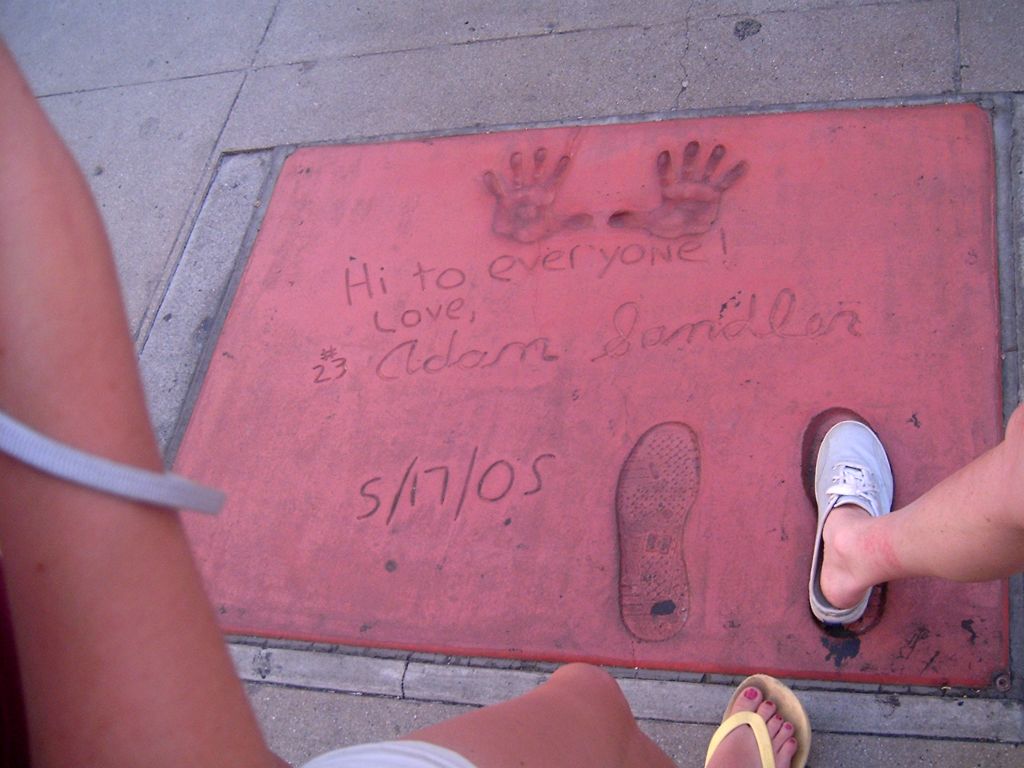 Hi to everyone!
Love,
#23 Adam Sandler
5/17/05